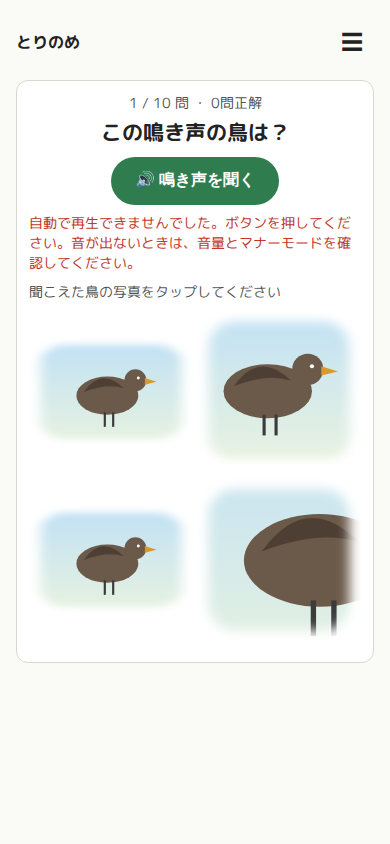 とりのめ
1 / 10 問 · 0問正解
この鳴き声の鳥は？
🔊 鳴き声を聞く
自動で再生できませんでした。ボタンを押してくだ
さい。音が出ないときは、音量とマナーモードを確
認してください。
聞こえた鳥の写真をタップしてください